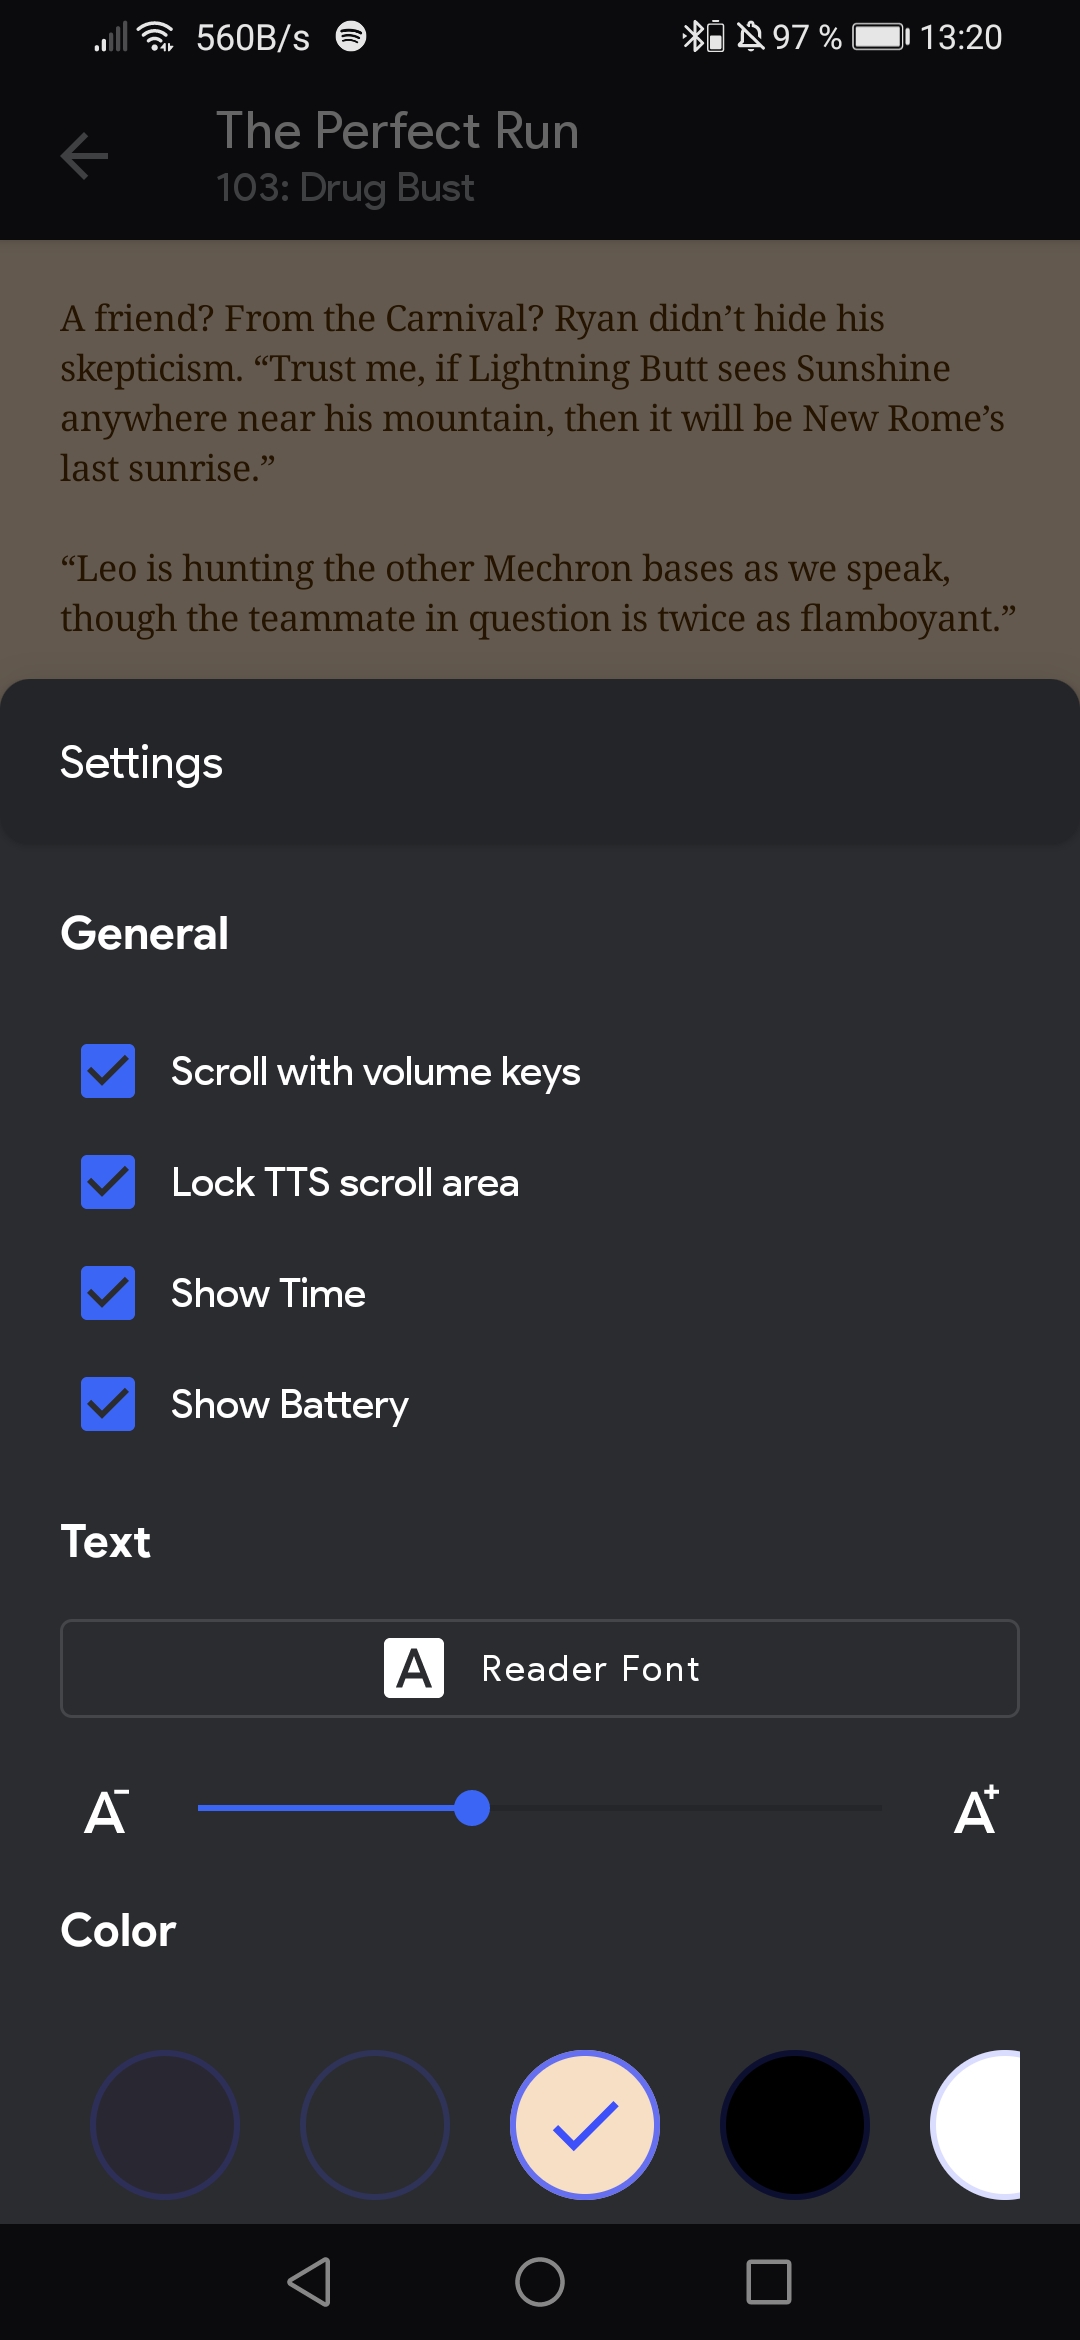 560B/s 97 % 13:20
The Perfect Run
103: Drug Bust
A friend? From the Carnival? Ryan didn’t hide his
skepticism. “Trust me, if Lightning Butt sees Sunshine
anywhere near his mountain, then it will be New Rome’s
last sunrise.”
“Leo is hunting the other Mechron bases as we speak,
though the teammate in question is twice as flamboyant.”
Settings
General
Scroll with volume keys
Lock TTS scroll area
Show Time
Show Battery
Text
A Reader Font
A- A+
Color